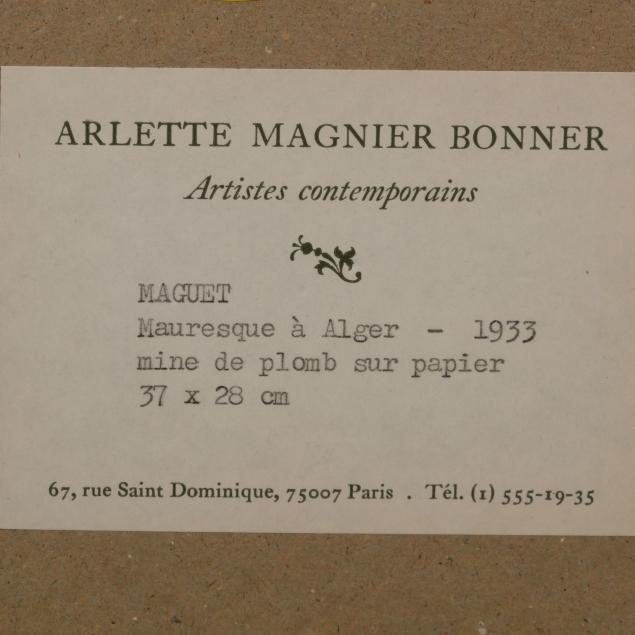 ARLETTE MAGNIER BONNER
Artistes contemporains
MAGUET
Mauresque à Alger - 1933
mine de plomb sur papier
37 x 28 cm
67, rue Saint Dominique, 75007 Paris . Tél. (1) 555-19-35